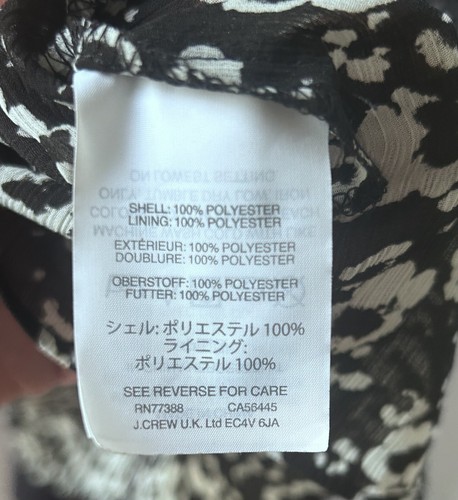 SHELL: 100% POLYESTER
LINING: 100% POLYESTER
EXTÉRIEUR: 100% POLYESTER
DOUBLURE: 100% POLYESTER
OBERSTOFF: 100% POLYESTER
FUTTER: 100% POLYESTER
シェル: ポリエステル 100%
ライニング:
ポリエステル 100%
SEE REVERSE FOR CARE
RN77388 CA56445
J.CREW U.K. Ltd EC4V 6JA